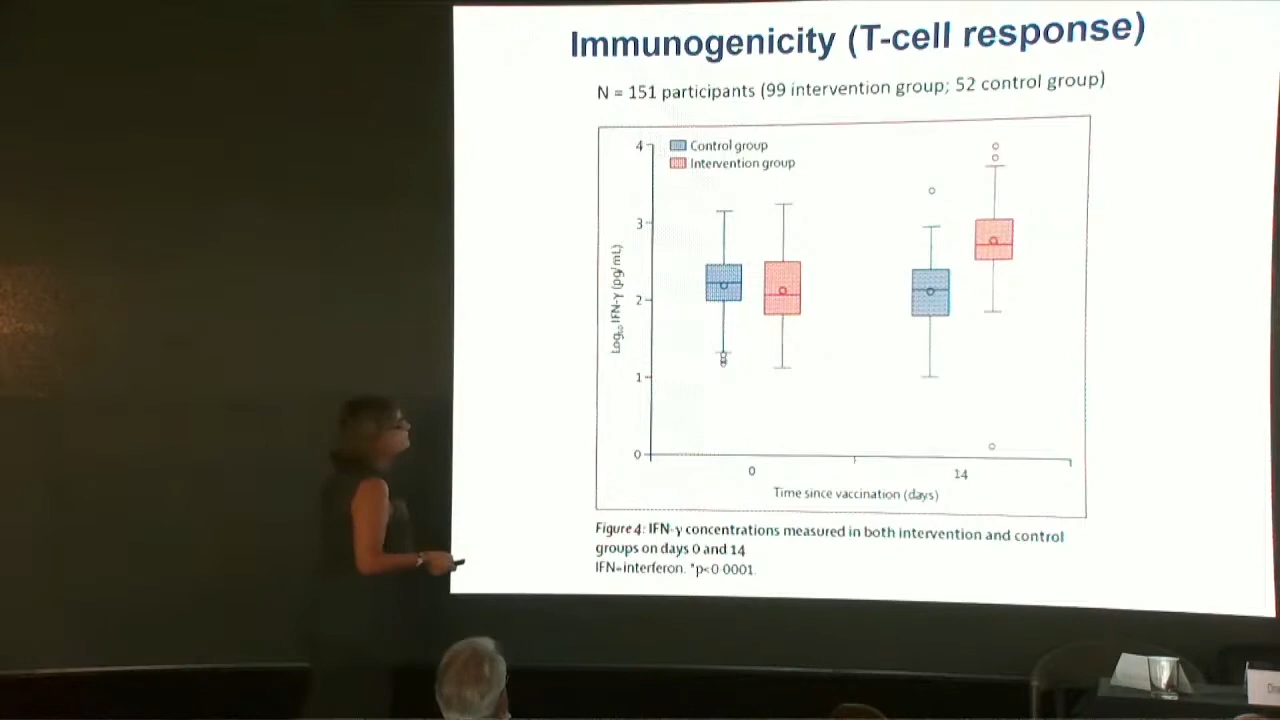 Immunogenicity (T-cell response)
N = 151 participants (99 intervention group; 52 control group)
Control group
Intervention group
4
3
2
1
0
Log₁₀ IFN-γ (pg/mL)
0
14
Time since vaccination (days)
Figure 4: IFN-γ concentrations measured in both intervention and control
groups on days 0 and 14
IFN=interferon. *p<0·0001.